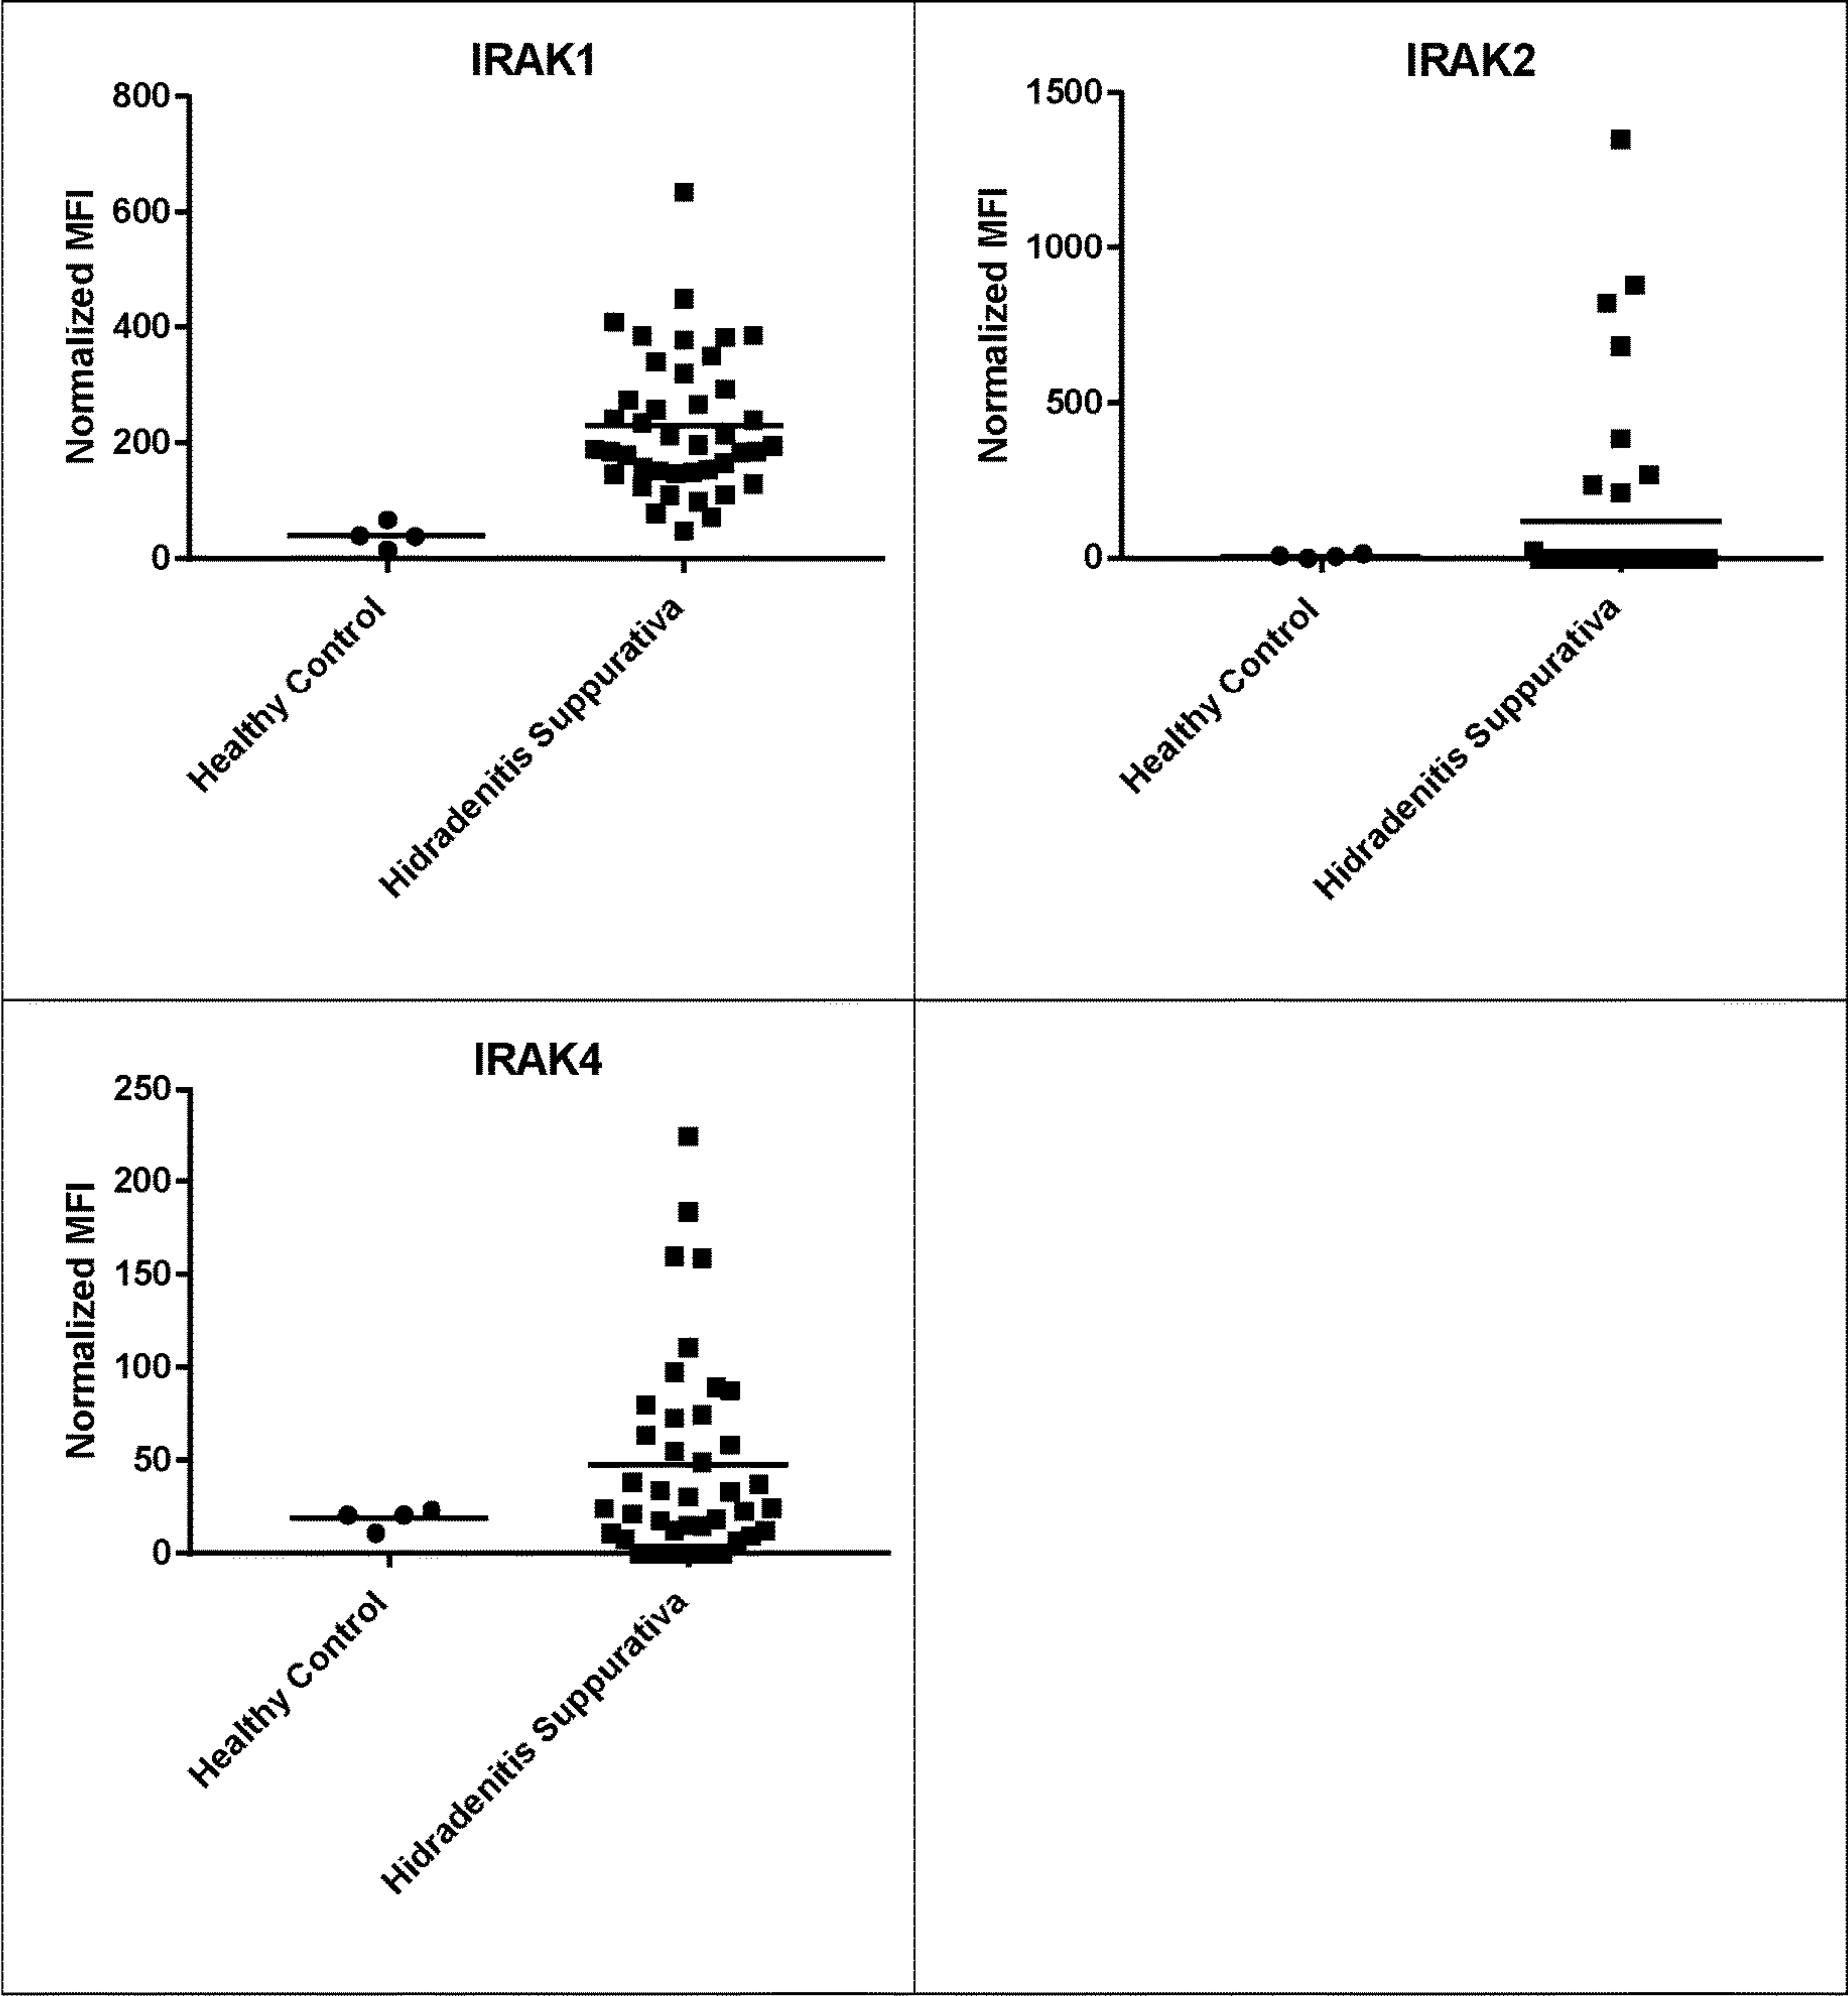 IRAK1
800
600
400
200
0
Normalized MFI
Healthy Control
Hidradenitis Suppurativa
IRAK2
1500
1000
500
0
Normalized MFI
Healthy Control
Hidradenitis Suppurativa
IRAK4
250
200
150
100
50
0
Normalized MFI
Healthy Control
Hidradenitis Suppurativa